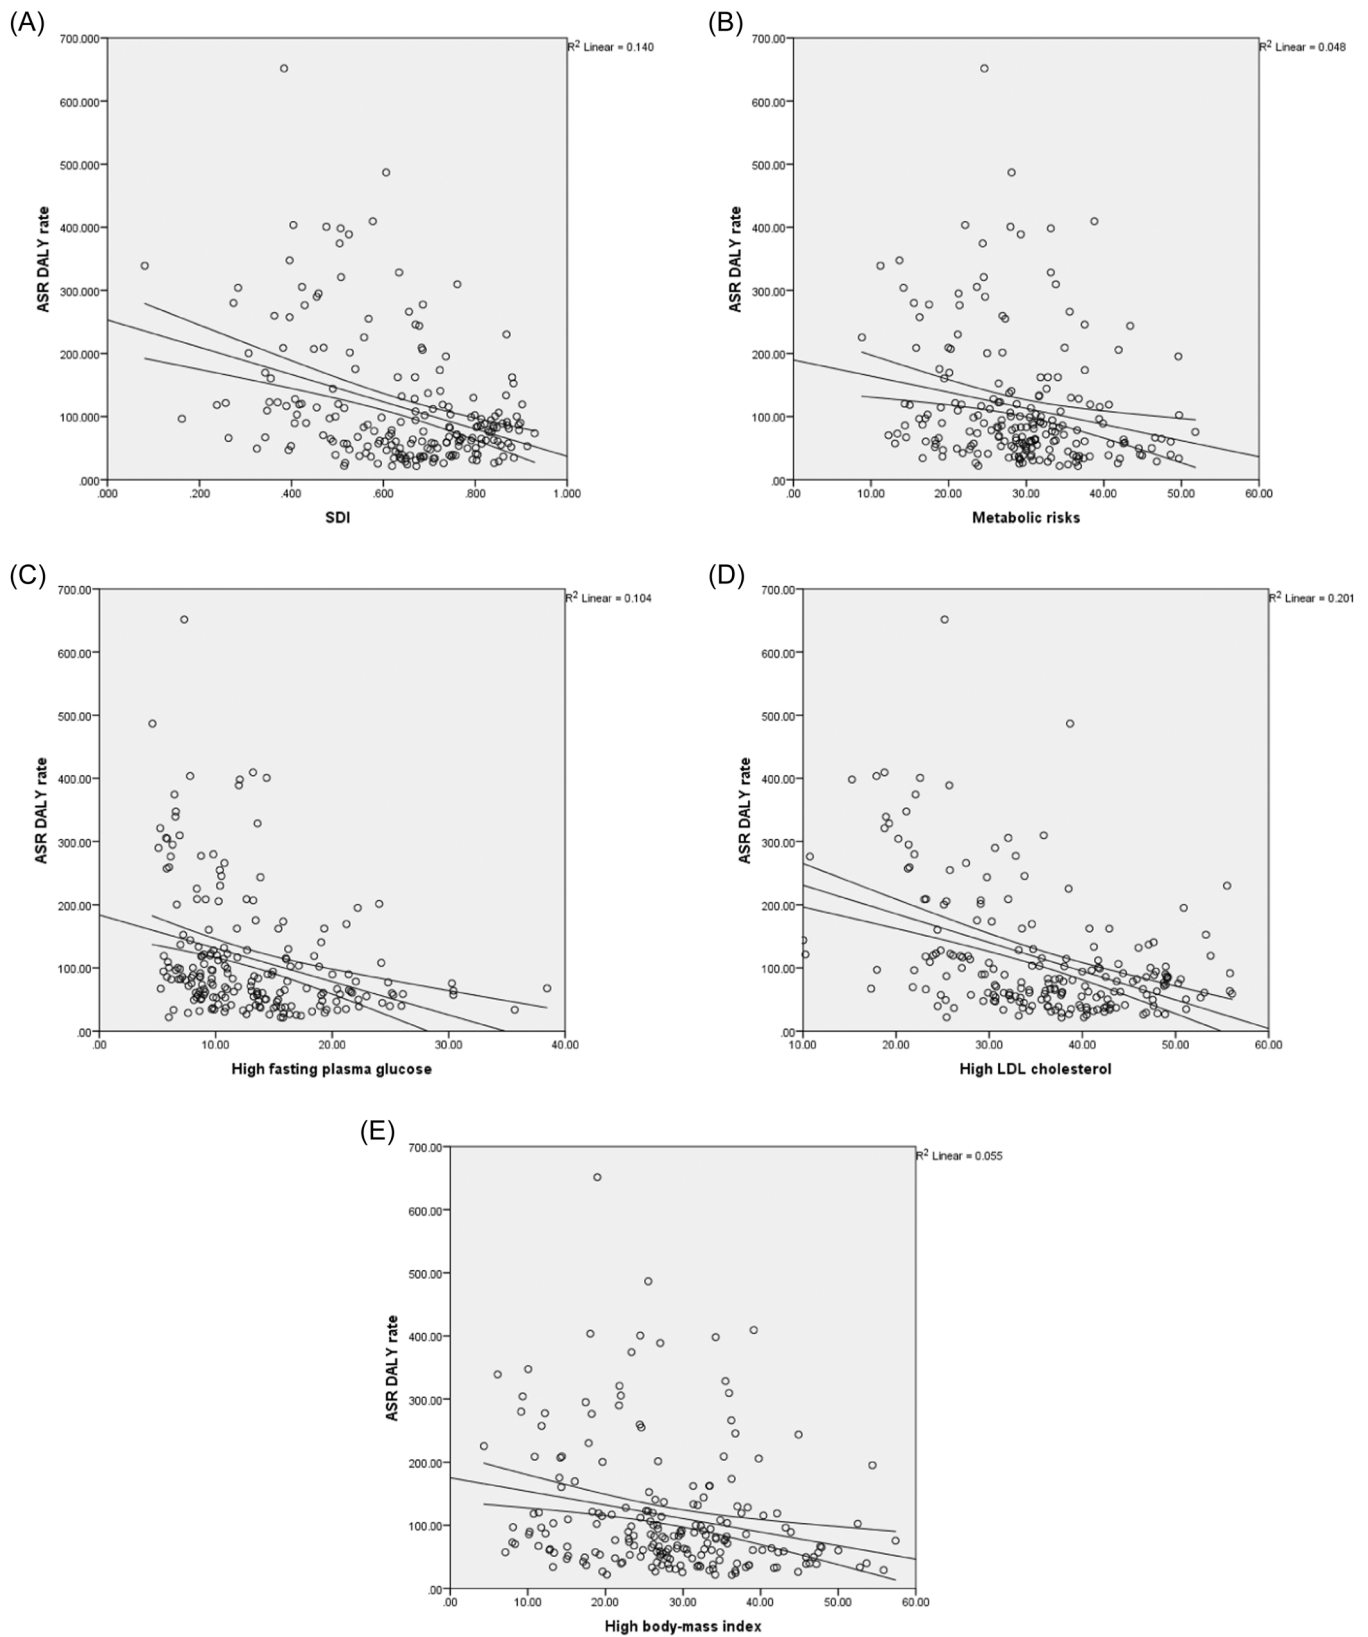 (A)
R² Linear = 0.140
700.000
600.000
500.000
400.000
300.000
200.000
100.000
.000
ASR DALY rate
.000 .200 .400 .600 .800 1.000
SDI
(B)
R² Linear = 0.048
700.00
600.00
500.00
400.00
300.00
200.00
100.00
.00
ASR DALY rate
.00 10.00 20.00 30.00 40.00 50.00 60.00
Metabolic risks
(C)
R² Linear = 0.104
700.00
600.00
500.00
400.00
300.00
200.00
100.00
.00
ASR DALY rate
.00 10.00 20.00 30.00 40.00
High fasting plasma glucose
(D)
R² Linear = 0.201
700.00
600.00
500.00
400.00
300.00
200.00
100.00
.00
ASR DALY rate
10.00 20.00 30.00 40.00 50.00 60.00
High LDL cholesterol
(E)
R² Linear = 0.055
700.00
600.00
500.00
400.00
300.00
200.00
100.00
.00
ASR DALY rate
.00 10.00 20.00 30.00 40.00 50.00 60.00
High body-mass index